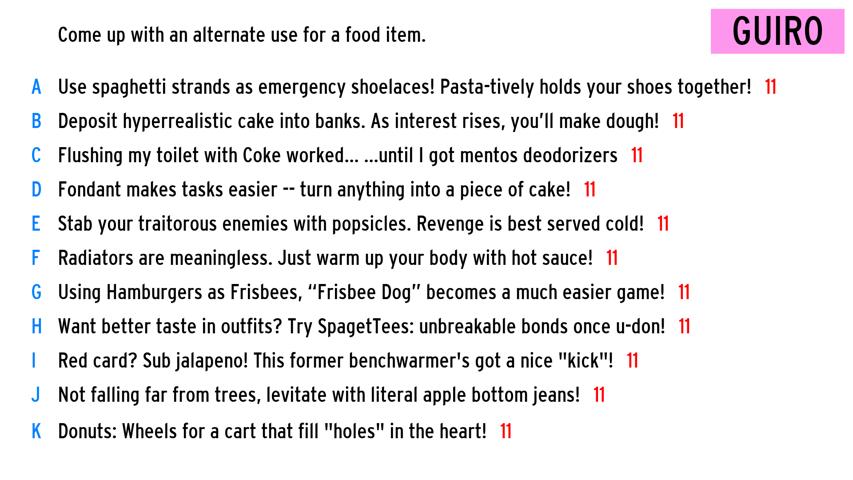 Come up with an alternate use for a food item.
GUIRO
A Use spaghetti strands as emergency shoelaces! Pasta-tively holds your shoes together! 11
B Deposit hyperrealistic cake into banks. As interest rises, you'll make dough! 11
C Flushing my toilet with Coke worked... ...until I got mentos deodorizers 11
D Fondant makes tasks easier -- turn anything into a piece of cake! 11
E Stab your traitorous enemies with popsicles. Revenge is best served cold! 11
F Radiators are meaningless. Just warm up your body with hot sauce! 11
G Using Hamburgers as Frisbees, “Frisbee Dog” becomes a much easier game! 11
H Want better taste in outfits? Try SpagetTees: unbreakable bonds once u-don! 11
I Red card? Sub jalapeno! This former benchwarmer's got a nice "kick"! 11
J Not falling far from trees, levitate with literal apple bottom jeans! 11
K Donuts: Wheels for a cart that fill "holes" in the heart! 11